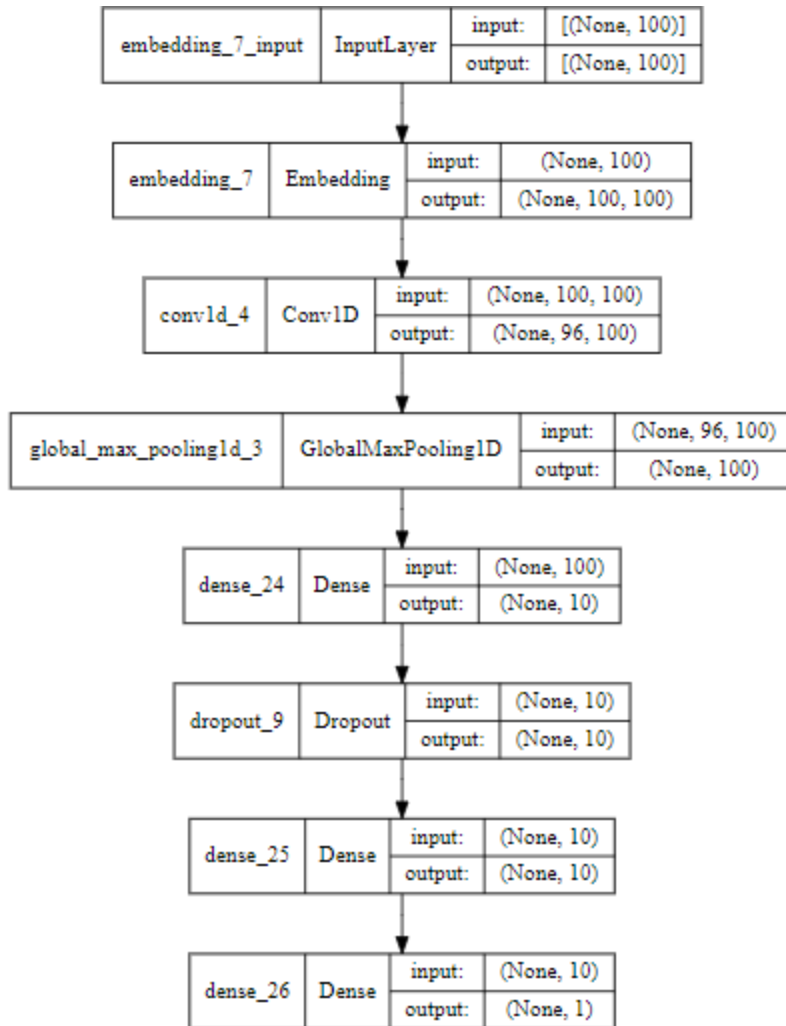 embedding_7_input InputLayer input: [(None, 100)]
output: [(None, 100)]
embedding_7 Embedding input: (None, 100)
output: (None, 100, 100)
conv1d_4 Conv1D input: (None, 100, 100)
output: (None, 96, 100)
global_max_pooling1d_3 GlobalMaxPooling1D input: (None, 96, 100)
output: (None, 100)
dense_24 Dense input: (None, 100)
output: (None, 10)
dropout_9 Dropout input: (None, 10)
output: (None, 10)
dense_25 Dense input: (None, 10)
output: (None, 10)
dense_26 Dense input: (None, 10)
output: (None, 1)